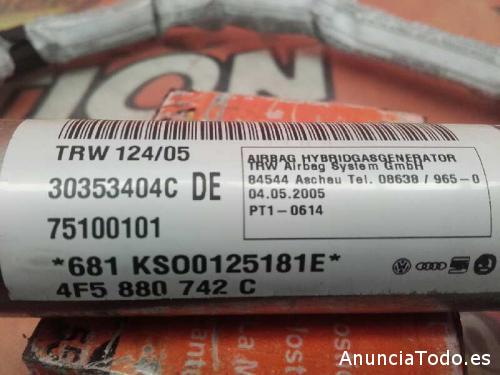 TION
TRW 124/05
30353404C DE
75100101
*681 KSO0125181E*
4F5 880 742 C
AIRBAG HYBRIDGASGENERATOR
TRW Airbag System GmbH
84544 Aschau Tel. 08638 / 965-0
04.05.2005
PT1-0614
AnunciaTodo.es